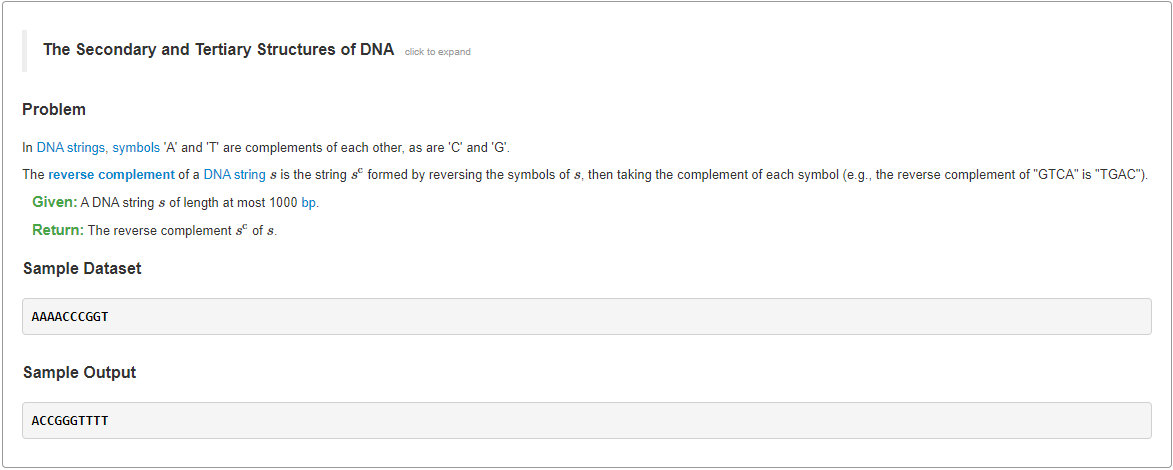 The Secondary and Tertiary Structures of DNA click to expand
Problem
In DNA strings, symbols 'A' and 'T' are complements of each other, as are 'C' and 'G'.
The reverse complement of a DNA string s is the string sᶜ formed by reversing the symbols of s, then taking the complement of each symbol (e.g., the reverse complement of "GTCA" is "TGAC").
Given: A DNA string s of length at most 1000 bp.
Return: The reverse complement sᶜ of s.
Sample Dataset
AAAACCCGGT
Sample Output
ACCGGGTTTT